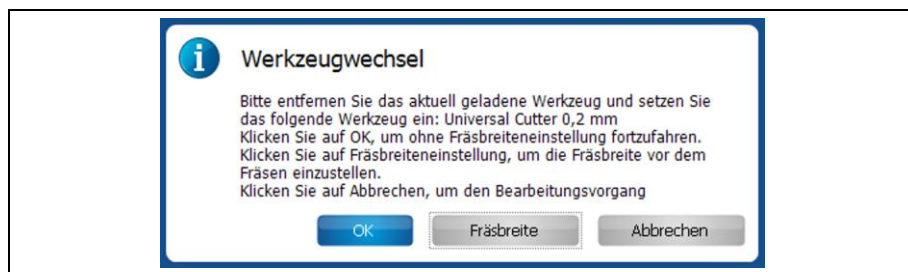 Werkzeugwechsel
Bitte entfernen Sie das aktuell geladene Werkzeug und setzen Sie
das folgende Werkzeug ein: Universal Cutter 0,2 mm
Klicken Sie auf OK, um ohne Fräsbreiteneinstellung fortzufahren.
Klicken Sie auf Fräsbreiteneinstellung, um die Fräsbreite vor dem
Fräsen einzustellen.
Klicken Sie auf Abbrechen, um den Bearbeitungsvorgang
OK Fräsbreite Abbrechen